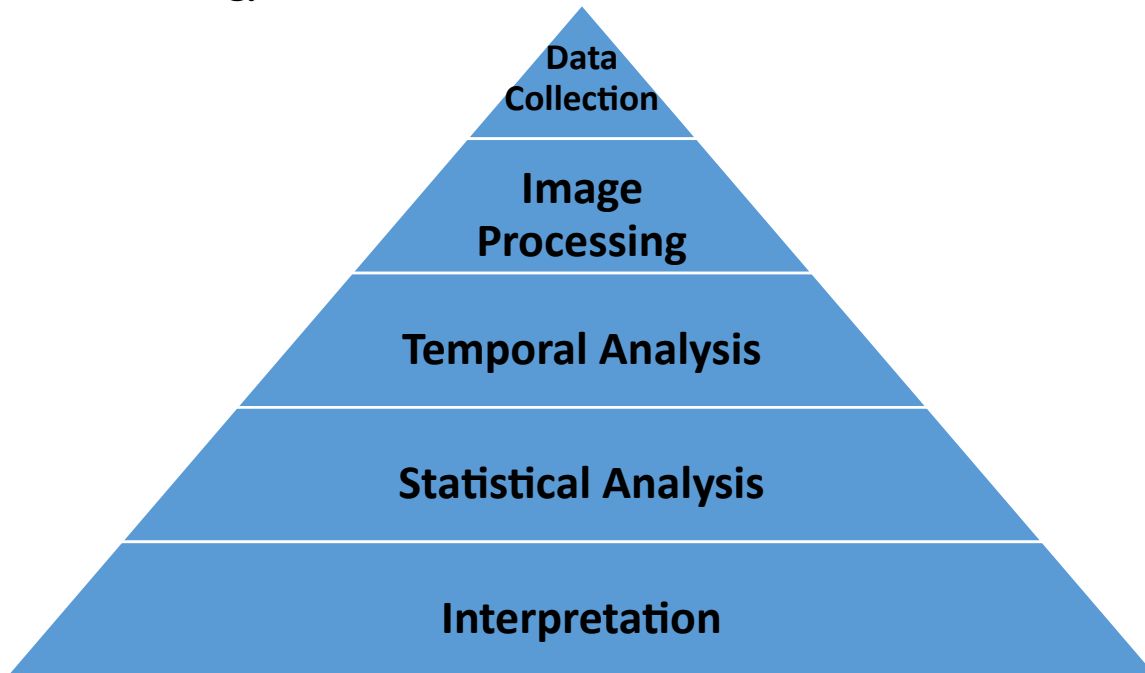 Data
Collection
Image
Processing
Temporal Analysis
Statistical Analysis
Interpretation